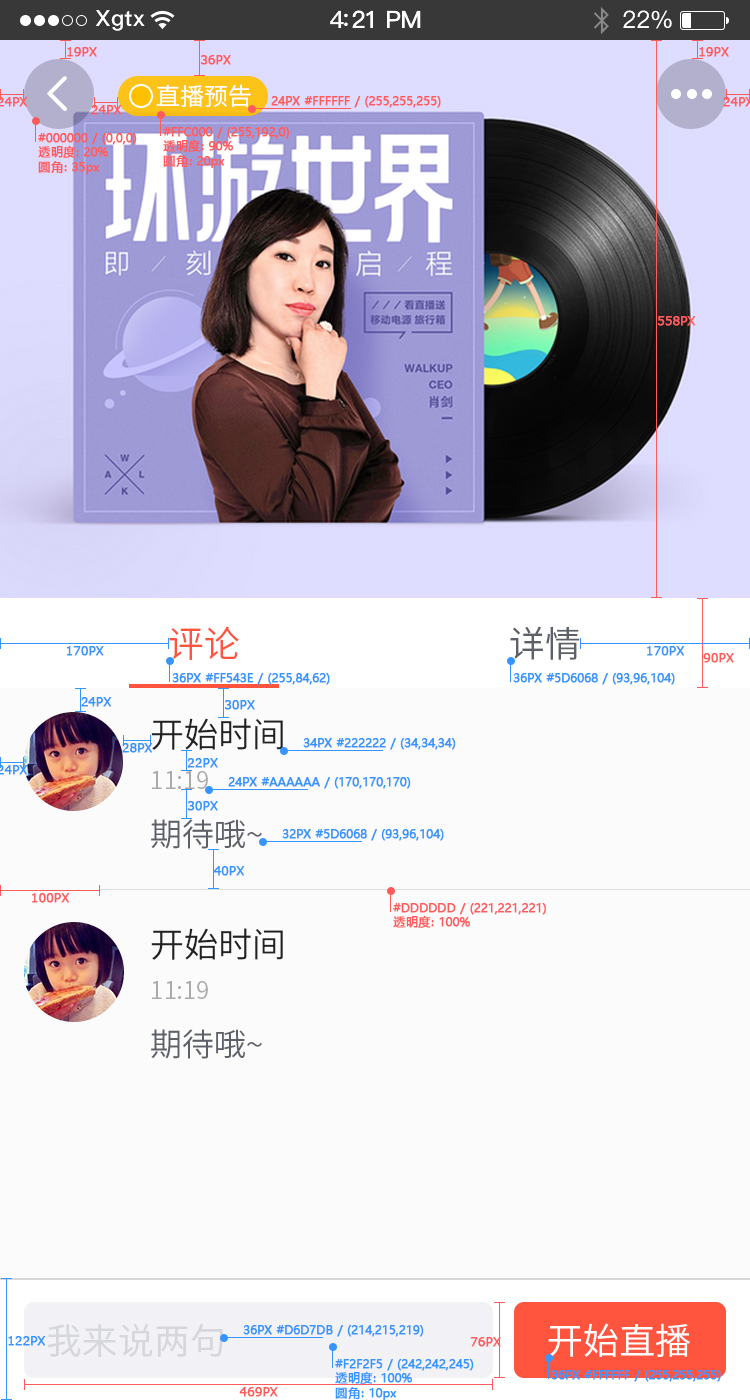 Xgtx 4:21 PM 22%
19PX 36PX 19PX
24PX 24PX 直播预告 24PX #FFFFFF / (255,255,255) 24PX
#000000 / (0,0,0)
透明度: 20%
圆角: 35px
#FFC000 / (255,192,0)
透明度: 90%
圆角: 20px
环游世界
即 / 刻 启 / 程
/ / / 看直播送
移动电源 旅行箱
558PX
WALKUP
CEO
肖剑
W
A L
K
170PX 评论 详情 170PX
90PX
36PX #FF543E / (255,84,62) 36PX #5D6068 / (93,96,104)
24PX 30PX
24PX 28PX 开始时间 34PX #222222 / (34,34,34)
22PX
11:19 24PX #AAAAAA / (170,170,170)
30PX
期待哦~ 32PX #5D6068 / (93,96,104)
40PX
100PX
#DDDDDD / (221,221,221)
透明度: 100%
开始时间
11:19
期待哦~
122PX 我来说两句 36PX #D6D7DB / (214,215,219) 76PX 开始直播
#F2F2F5 / (242,242,245)
透明度: 100%
圆角: 10px
36PX #FFFFFF / (255,255,255)
469PX